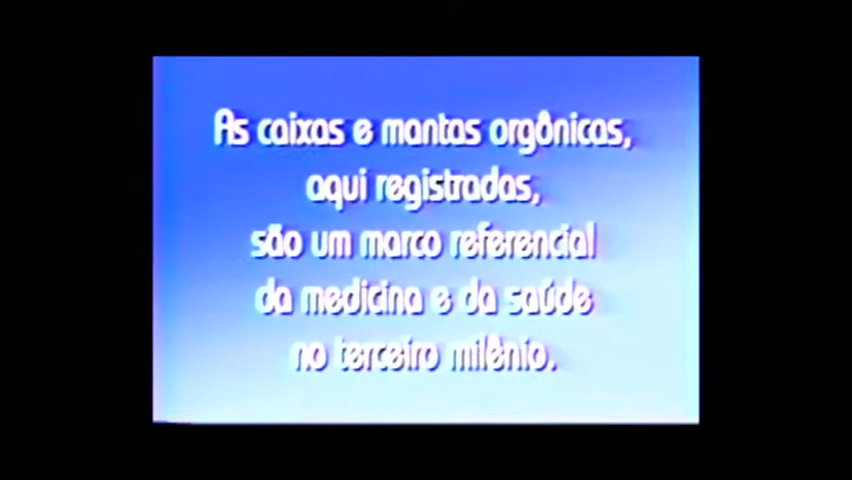 As caixas e mantas orgônicas,
aqui registradas,
são um marco referencial
da medicina e da saúde
no terceiro milênio.